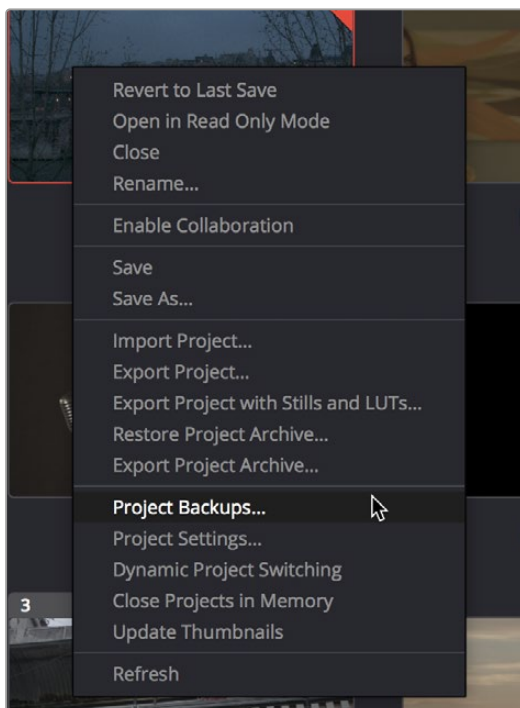 Revert to Last Save
Open in Read Only Mode
Close
Rename...
Enable Collaboration
Save
Save As...
Import Project...
Export Project...
Export Project with Stills and LUTs...
Restore Project Archive...
Export Project Archive...
Project Backups...
Project Settings...
Dynamic Project Switching
3
Close Projects in Memory
Update Thumbnails
Refresh